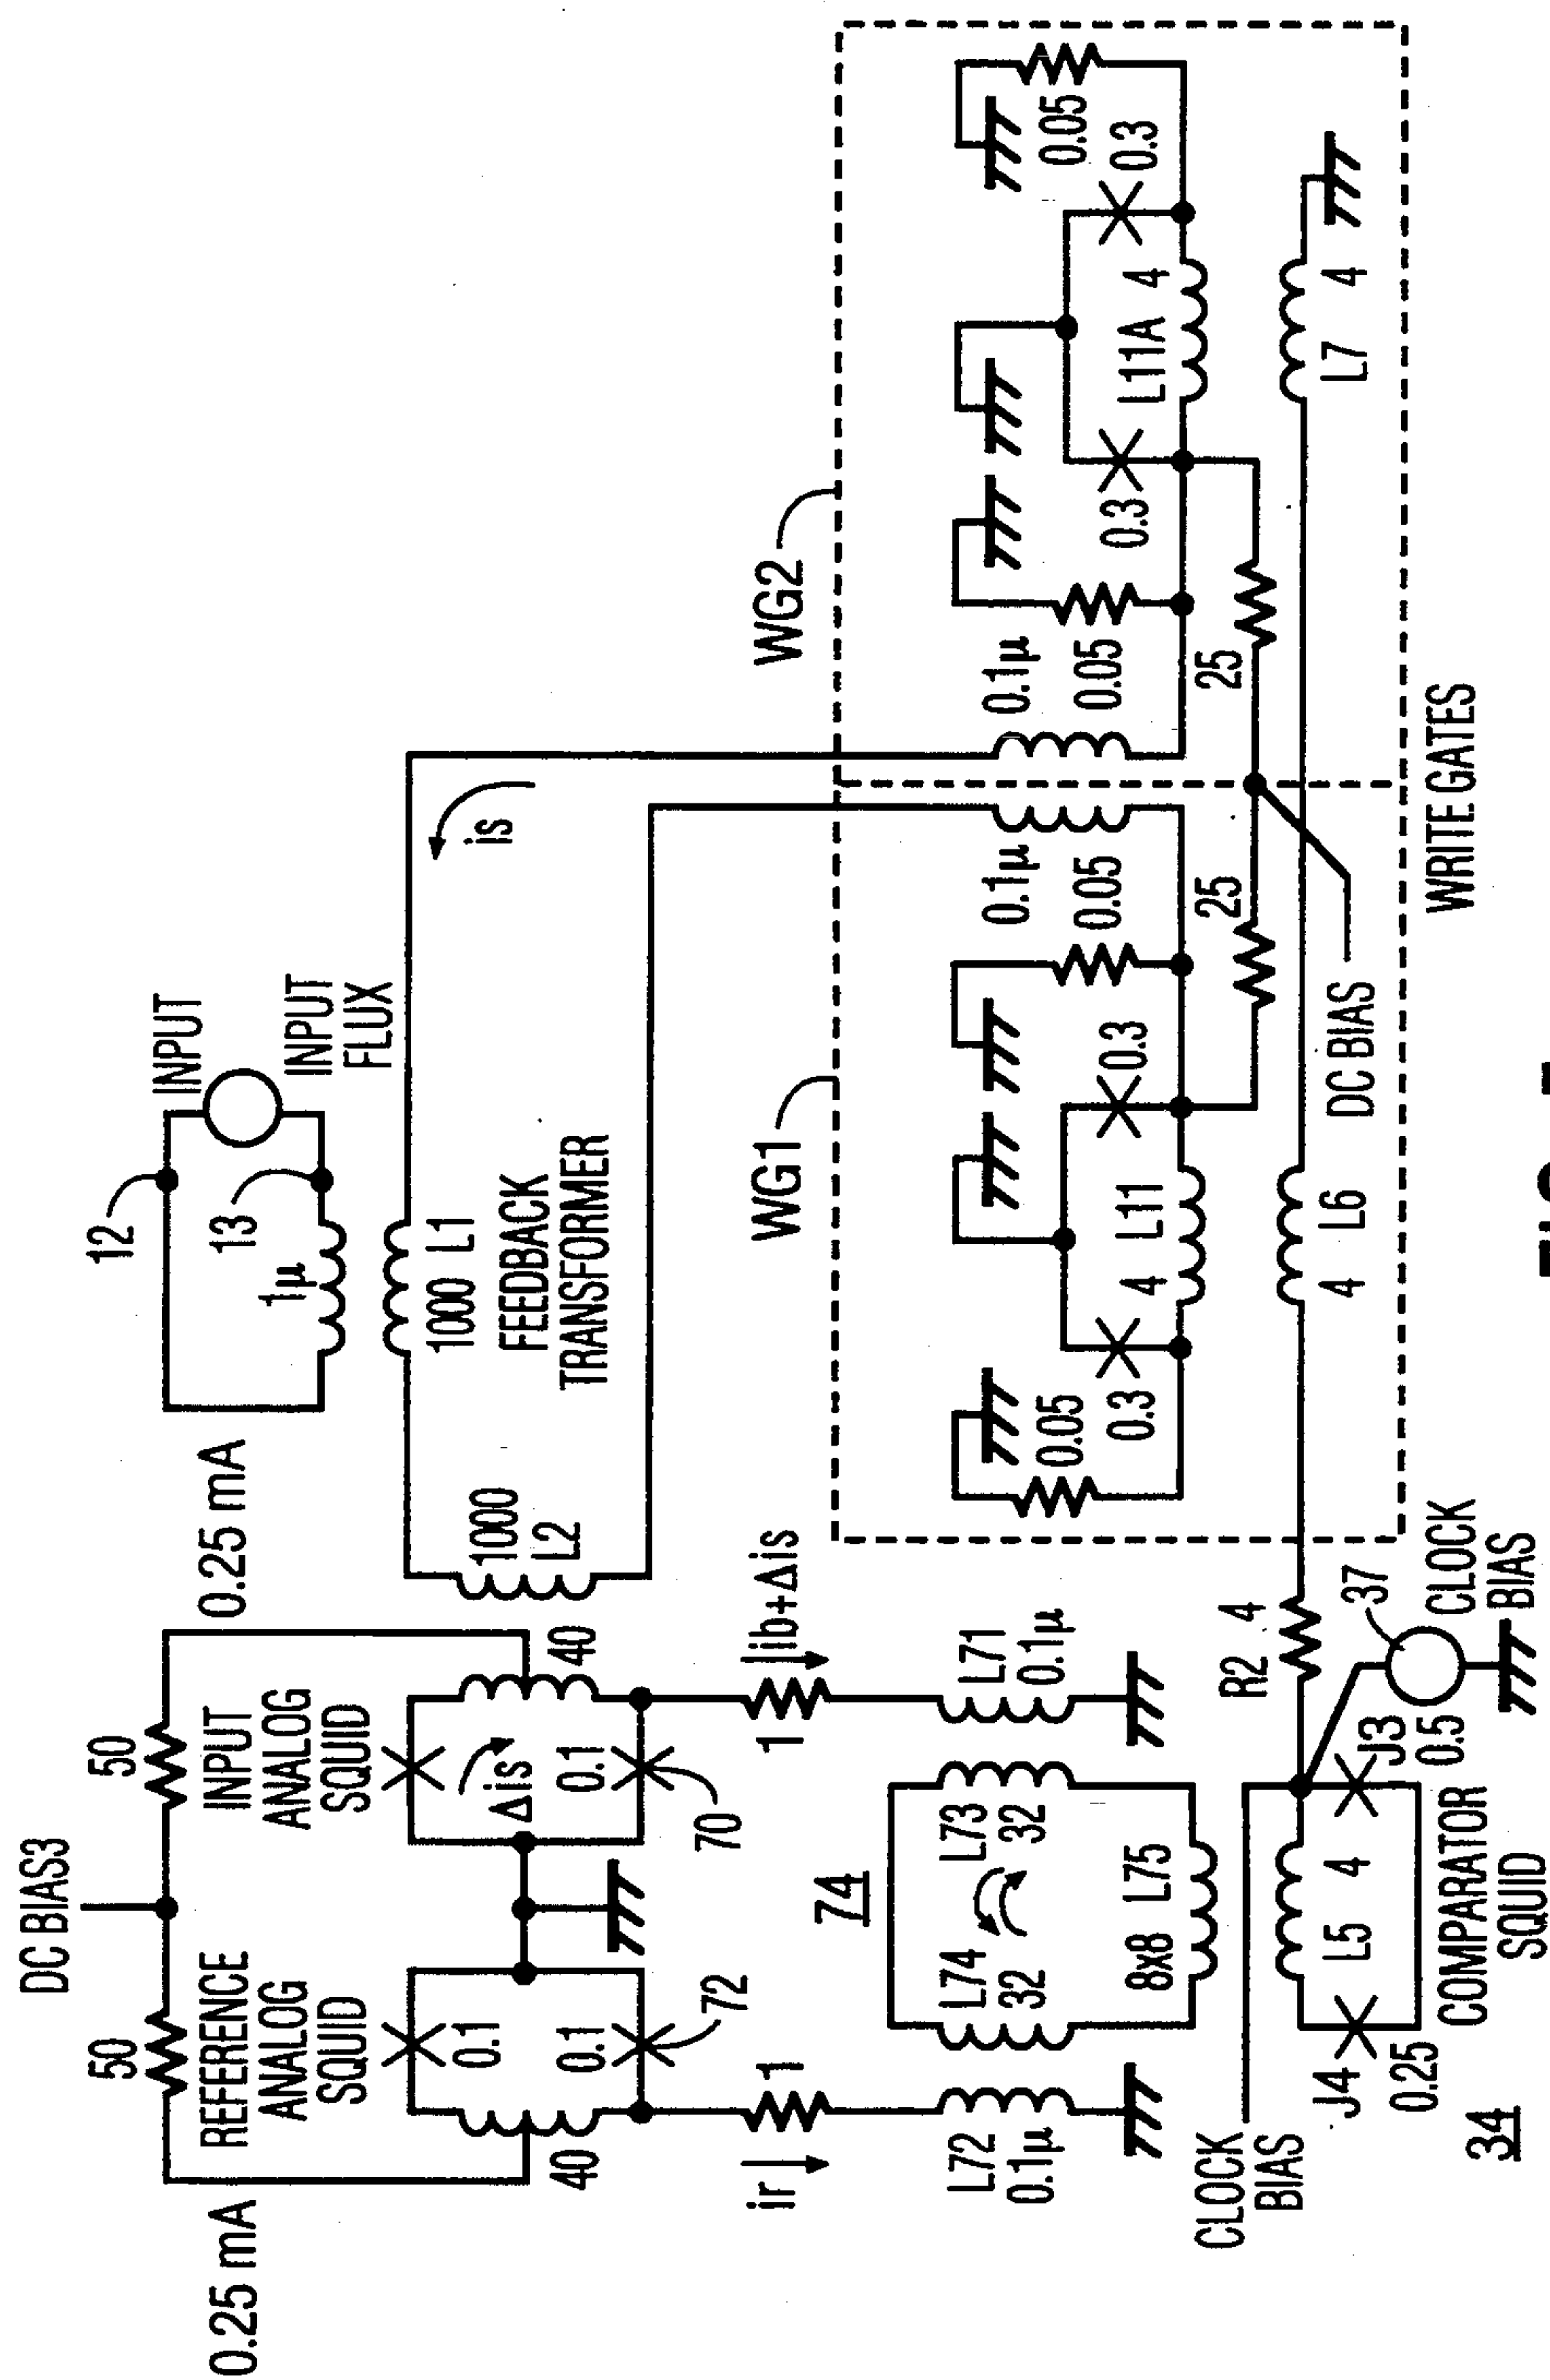 DC BIAS3
50
50
0.25 mA
0.25 mA
REFERENCE
ANALOG
SQUID
INPUT
ANALOG
SQUID
0.1
0.1
0.1
Δis
40
40
72
70
ir
1
1
ib+Δis
L72
0.1μ
L74
32
L73
32
74
L71
0.1μ
8x8 L75
CLOCK
BIAS
J4
0.25
L5 4
J3
0.5
COMPARATOR
SQUID
34
R2 4
37
CLOCK
BIAS
12
13
1μ
INPUT
INPUT
FLUX
1000 L1
FEEDBACK
TRANSFORMER
1000
L2
is
WG1
WG2
0.05
0.3
4 L11
0.3
0.1μ
0.05
25
4 L6
DC BIAS
0.1μ
0.05
25
0.3
L11A 4
0.3
0.05
L7 4
WRITE GATES